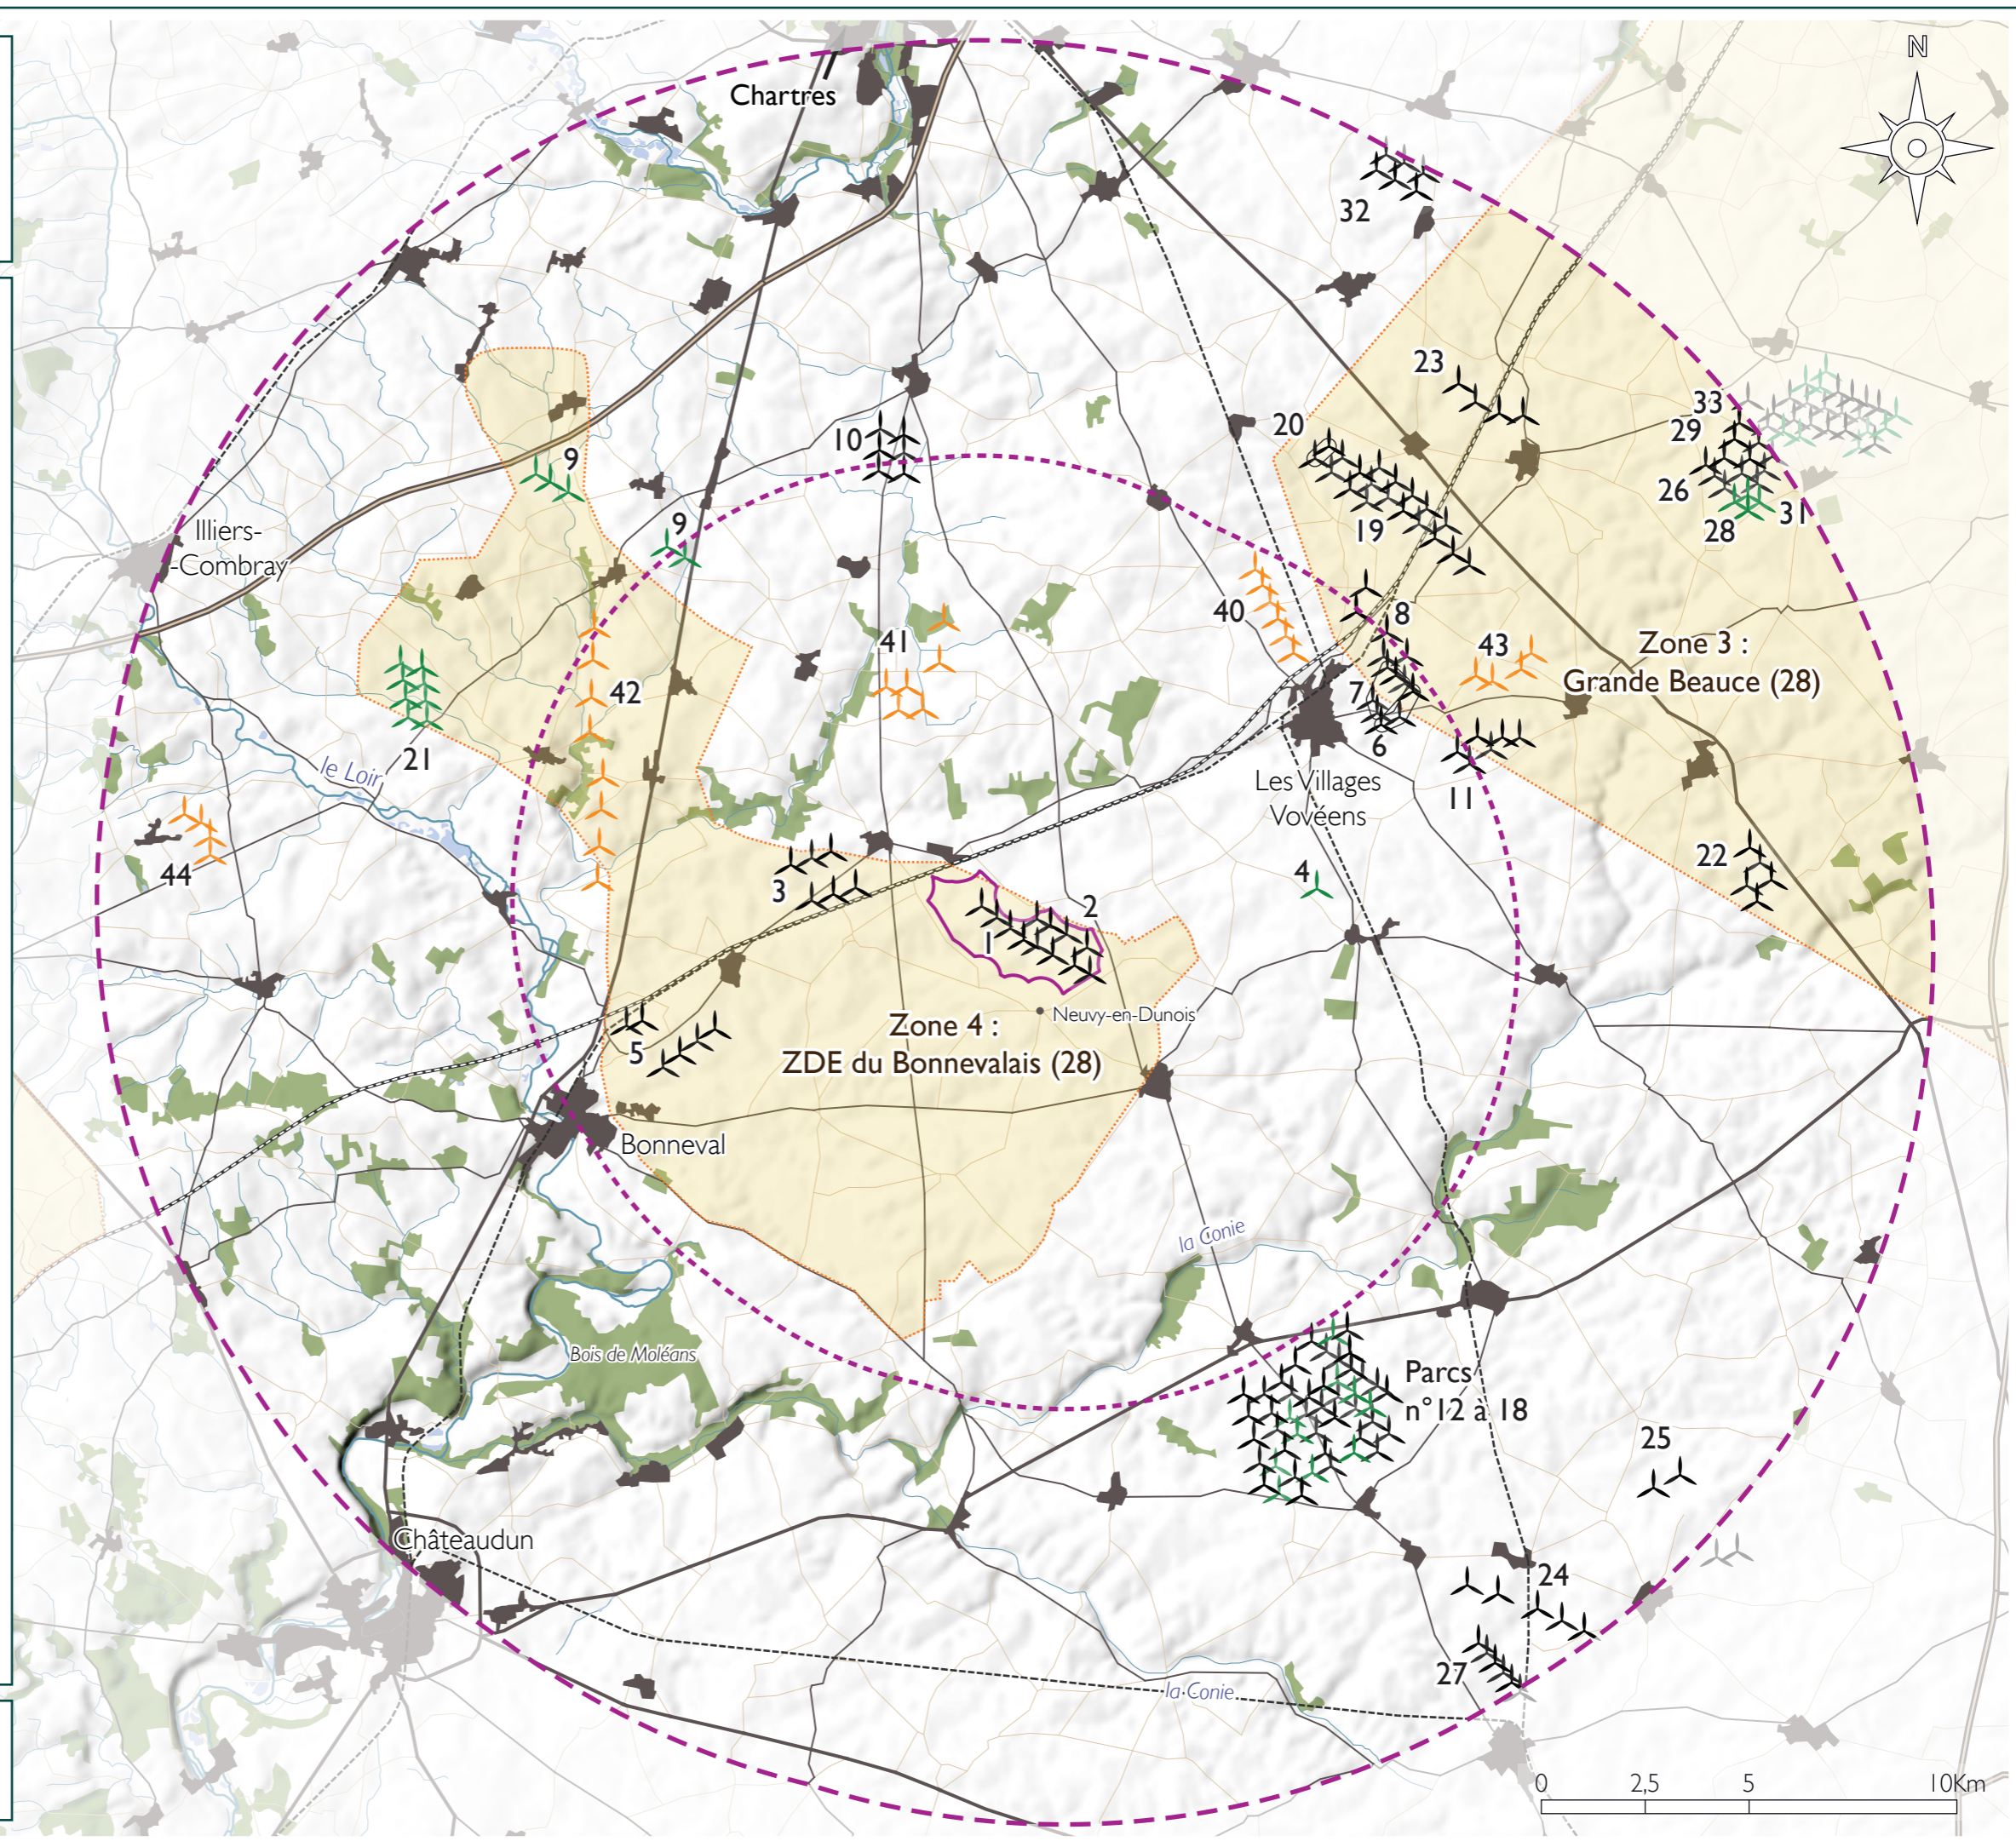 N
Chartres
32
23
33
20
29
10
9
26
31
19
28
9
Illiers-
-Combray
40
8
41
43
Zone 3 :
Grande Beauce (28)
42
7
6
21
le Loir
Les Villages
Vovéens
11
22
44
3
4
2
1
Neuvy-en-Dunois
Zone 4 :
ZDE du Bonnevalais (28)
5
Bonneval
la Conie
Bois de Moléans
Parcs
n°12 à 18
25
Châteaudun
24
27
la Conie
0 2,5 5 10Km